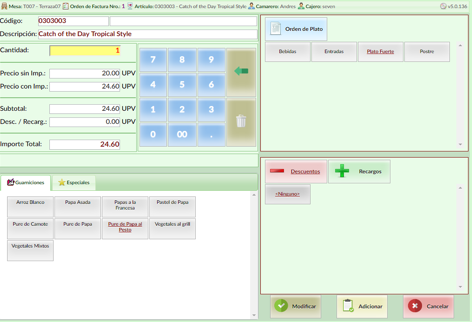 Mesa: T007 - Terraza07 Orden de Factura Nro.: 1 Artículo: 0303003 - Catch of the Day Tropical Style Camarero: Andres Cajero: seven v5.0.136
Código: 0303003
Descripción: Catch of the Day Tropical Style
Cantidad: 1
Precio sin Imp.: 20.00 UPV
Precio con Imp.: 24.60 UPV
Subtotal: 24.60 UPV
Desc. / Recarg.: 0.00 UPV
Importe Total: 24.60
7 8 9
4 5 6
1 2 3
0 00 .
Guarniciones Especiales
Arroz Blanco Papa Asada Papas a la Francesa Pastel de Papa
Pure de Camote Pure de Papa Pure de Papa al Pesto Vegetales al grill
Vegetales Mixtos
Orden de Plato
Bebidas Entradas Plato Fuerte Postre
Descuentos Recargos
<Ninguno>
Modificar Adicionar Cancelar